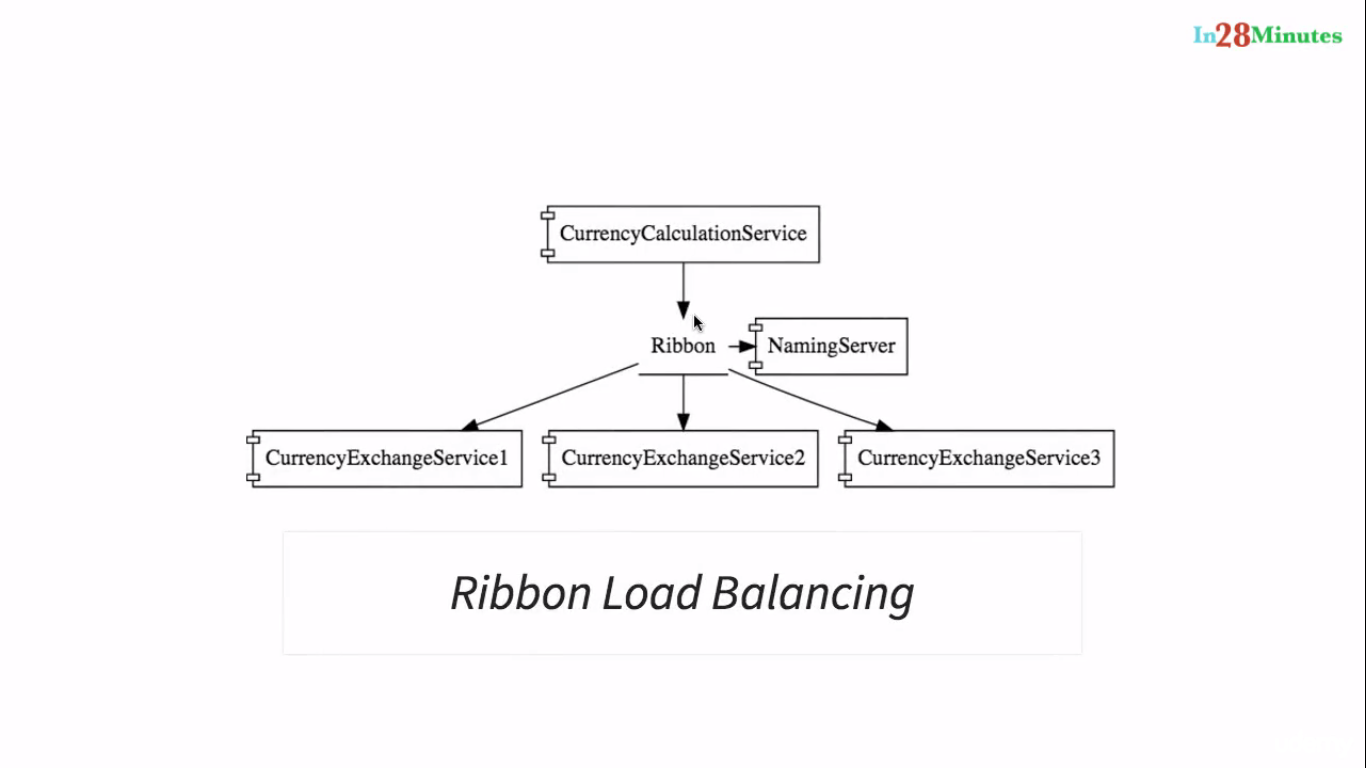 In28Minutes
CurrencyCalculationService
Ribbon
NamingServer
CurrencyExchangeService1
CurrencyExchangeService2
CurrencyExchangeService3
Ribbon Load Balancing